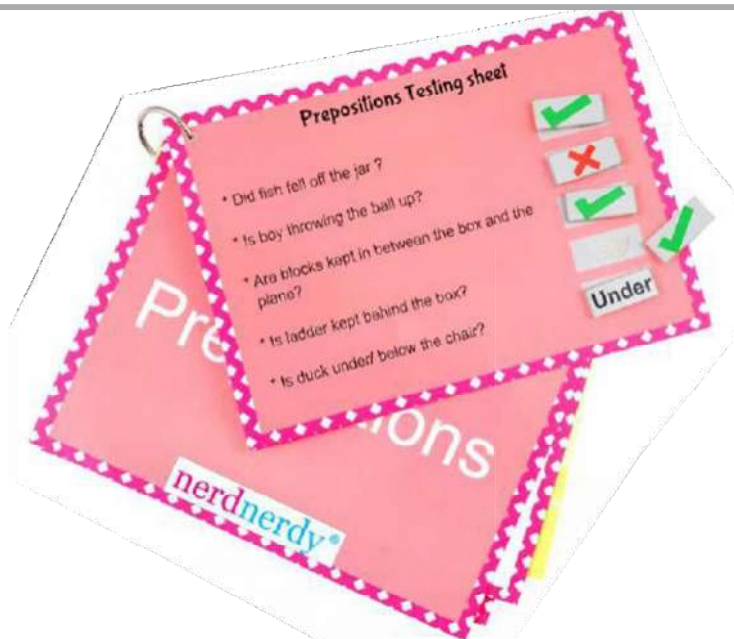 Prepositions Testing sheet
* Did fish fell off the jar ?
* Is boy throwing the ball up?
* Are blocks kept in between the box and the
plane?
* Is ladder kept behind the box?
* Is duck under/ below the chair?
Under
Pre
ions
nerdnerdy®